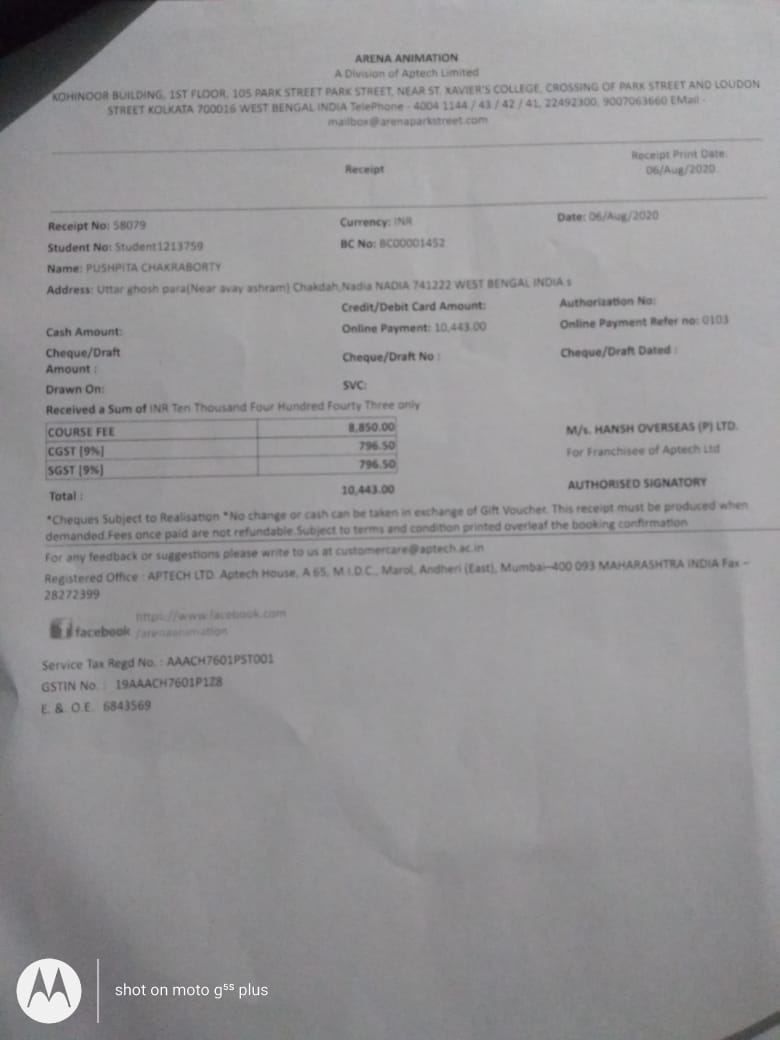 ARENA ANIMATION
A Division of Aptech Limited
KOHINOOR BUILDING, 1ST FLOOR, 105 PARK STREET PARK STREET, NEAR ST. XAVIER'S COLLEGE, CROSSING OF PARK STREET AND LOUDON
STREET KOLKATA 700016 WEST BENGAL INDIA TelePhone - 4004 1144 / 43 / 42 / 41, 22492300, 9007063660 EMail -
mailbox@arenaparkstreet.com
Receipt
Receipt Print Date:
06/Aug/2020
Receipt No: 58079 Currency: INR Date: 06/Aug/2020
Student No: Student1213759 BC No: BC00001452
Name: PUSHPITA CHAKRABORTY
Address: Uttar ghosh para(Near avay ashram) Chakdah,Nadia NADIA 741222 WEST BENGAL INDIA s
Credit/Debit Card Amount: Authorization No:
Cash Amount: Online Payment: 10,443.00 Online Payment Refer no: 0103
Cheque/Draft
Amount : Cheque/Draft No : Cheque/Draft Dated :
Drawn On: SVC:
Received a Sum of INR Ten Thousand Four Hundred Fourty Three only
COURSE FEE 8,850.00
CGST [9%] 796.50
SGST [9%] 796.50
Total : 10,443.00
M/s. HANSH OVERSEAS (P) LTD.
For Franchisee of Aptech Ltd
AUTHORISED SIGNATORY
*Cheques Subject to Realisation *No change or cash can be taken in exchange of Gift Voucher. This receipt must be produced when
demanded.Fees once paid are not refundable.Subject to terms and condition printed overleaf the booking confirmation
For any feedback or suggestions please write to us at customercare@aptech.ac.in
Registered Office : APTECH LTD. Aptech House, A 65, M.I.D.C., Marol, Andheri (East), Mumbai–400 093 MAHARASHTRA INDIA Fax –
28272399
https://www.facebook.com
facebook /arenaanimation
Service Tax Regd No. : AAACH7601PST001
GSTIN No. : 19AAACH7601P1Z8
E. & .O.E. 6843569
shot on moto g⁵⁵ plus